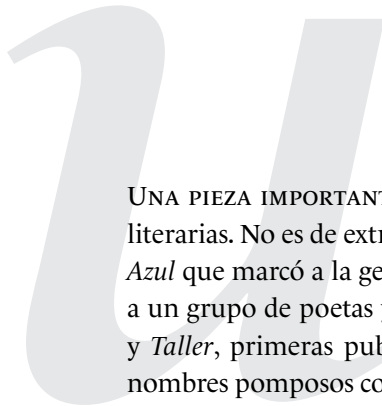 u
UNA PIEZA IMPORTANT
literarias. No es de extr
Azul que marcó a la ge
a un grupo de poetas
y Taller, primeras pub
nombres pomposos co